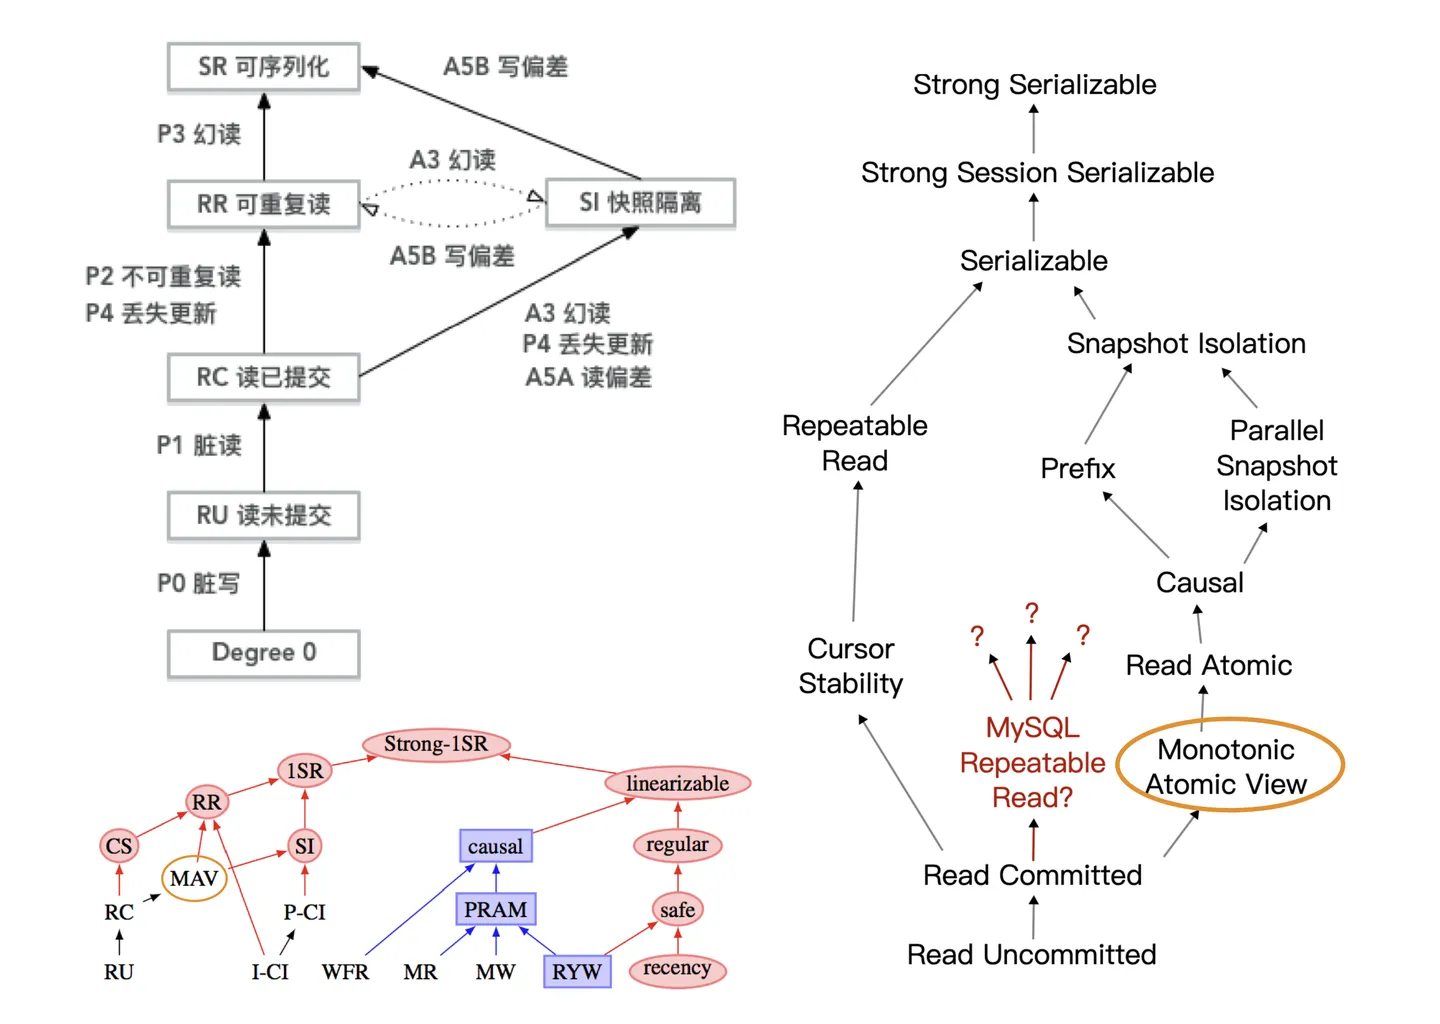 SR 可序列化
A5B 写偏差
P3 幻读
A3 幻读
RR 可重复读
SI 快照隔离
A5B 写偏差
P2 不可重复读
P4 丢失更新
A3 幻读
P4 丢失更新
A5A 读偏差
RC 读已提交
P1 脏读
RU 读未提交
P0 脏写
Degree 0
Strong-1SR
1SR
linearizable
RR
CS
SI
causal
regular
MAV
RC
P-CI
PRAM
safe
RU
I-CI
WFR
MR
MW
RYW
recency
Strong Serializable
Strong Session Serializable
Serializable
Snapshot Isolation
Repeatable
Read
Prefix
Parallel
Snapshot
Isolation
Causal
?
?
?
Cursor
Stability
Read Atomic
MySQL
Repeatable
Read?
Monotonic
Atomic View
Read Committed
Read Uncommitted